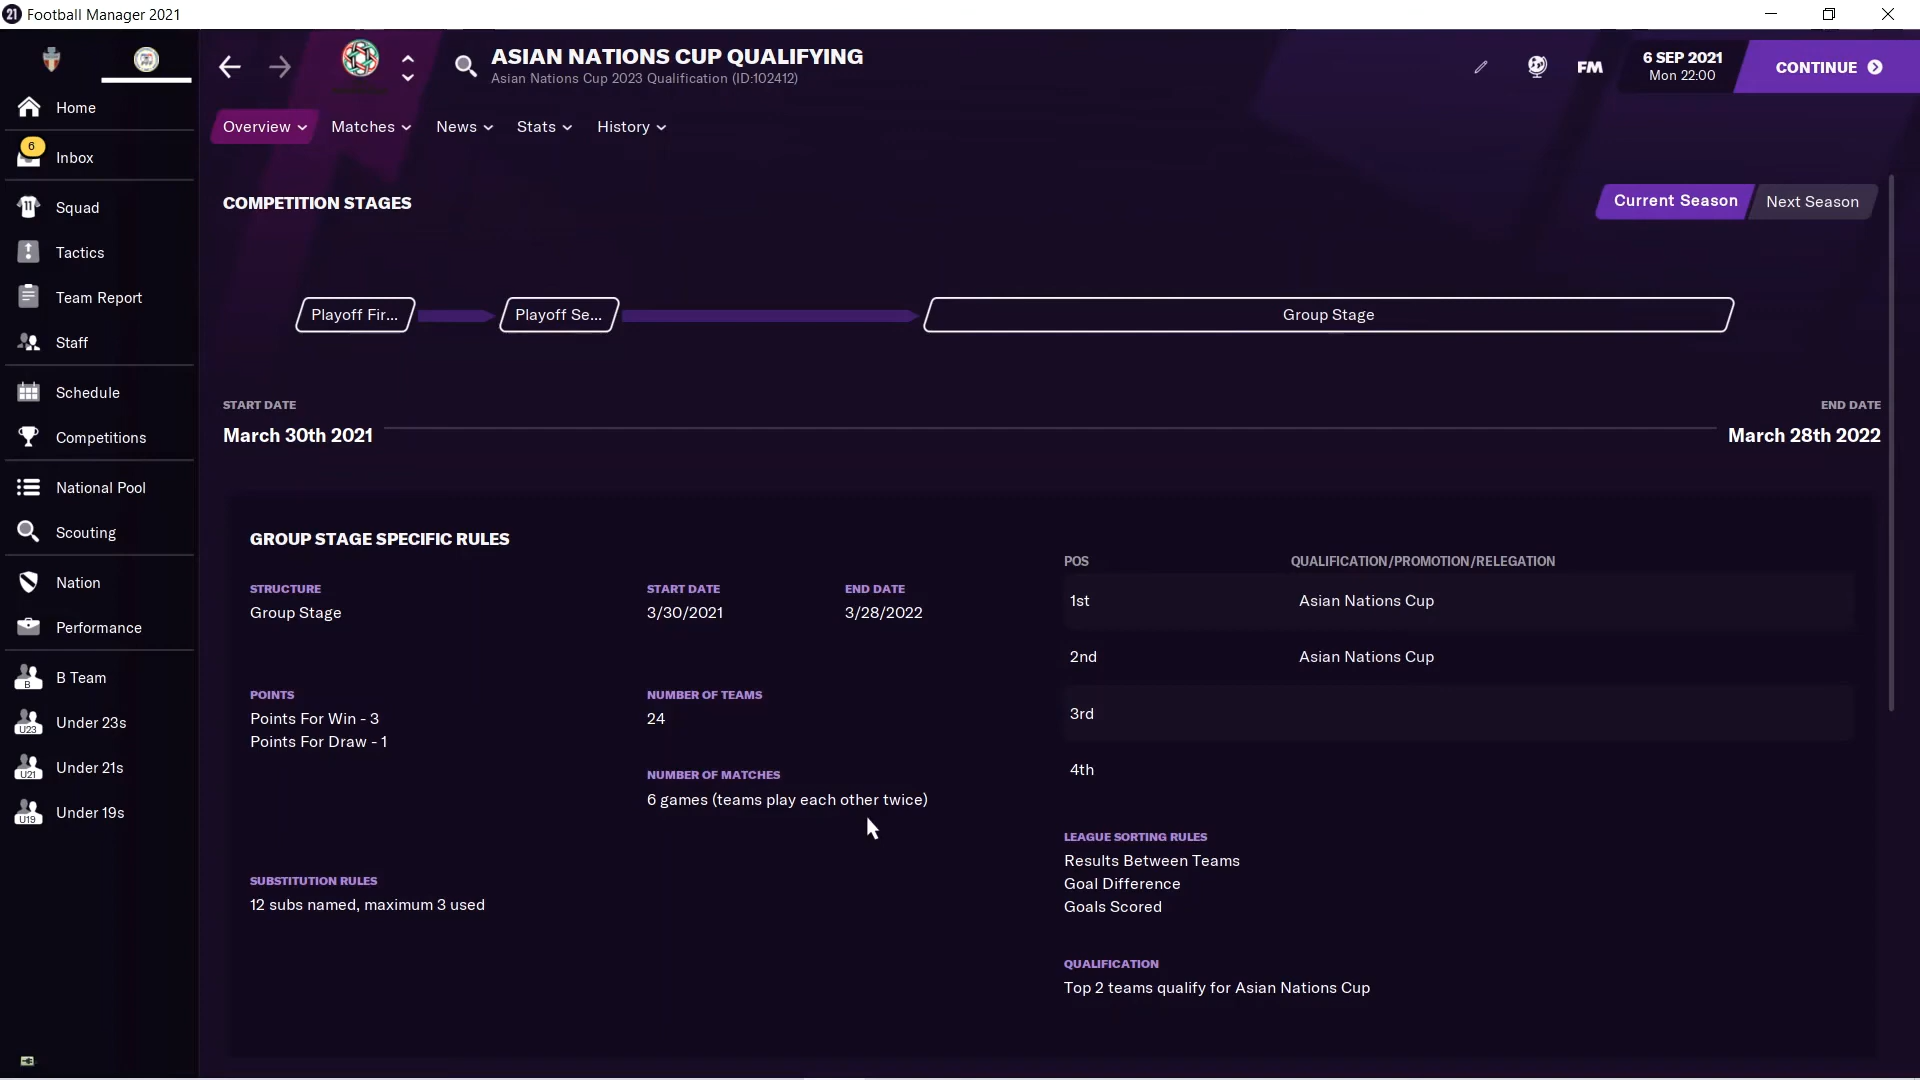 21 Football Manager 2021
ASIAN NATIONS CUP QUALIFYING
Asian Nations Cup 2023 Qualification (ID:102412)
FM
6 SEP 2021
Mon 22:00
CONTINUE
Home
6
Inbox
11
Squad
Tactics
Team Report
Staff
Schedule
Competitions
National Pool
Scouting
Nation
Performance
B
B Team
U23
Under 23s
U21
Under 21s
U19
Under 19s
Overview
Matches
News
Stats
History
COMPETITION STAGES
Current Season
Next Season
Playoff Fir...
Playoff Se...
Group Stage
START DATE
March 30th 2021
END DATE
March 28th 2022
GROUP STAGE SPECIFIC RULES
STRUCTURE
Group Stage
START DATE
3/30/2021
END DATE
3/28/2022
POINTS
Points For Win - 3
Points For Draw - 1
NUMBER OF TEAMS
24
NUMBER OF MATCHES
6 games (teams play each other twice)
SUBSTITUTION RULES
12 subs named, maximum 3 used
POS QUALIFICATION/PROMOTION/RELEGATION
1st Asian Nations Cup
2nd Asian Nations Cup
3rd
4th
LEAGUE SORTING RULES
Results Between Teams
Goal Difference
Goals Scored
QUALIFICATION
Top 2 teams qualify for Asian Nations Cup